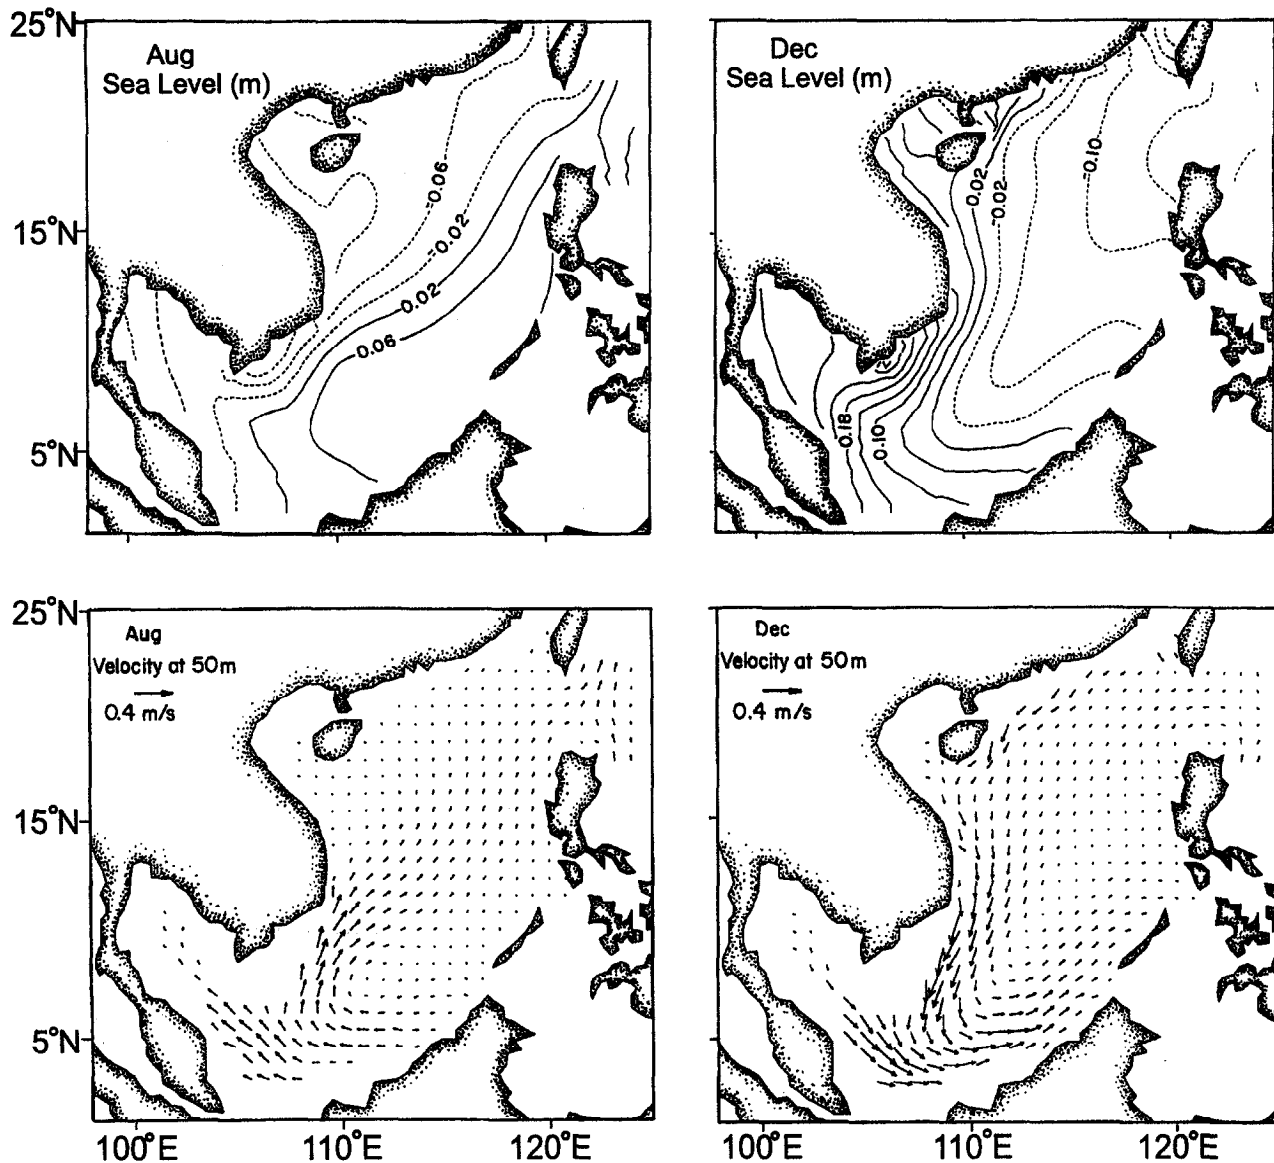 25°N
15°N
5°N
Aug
Sea Level (m)
-0.06
-0.02
0.02
0.06
Dec
Sea Level (m)
0.02
-0.02
-0.10
0.18
0.10
25°N
15°N
5°N
Aug
Velocity at 50m
0.4 m/s
100°E
110°E
120°E
Dec
Velocity at 50m
0.4 m/s
100°E
110°E
120°E